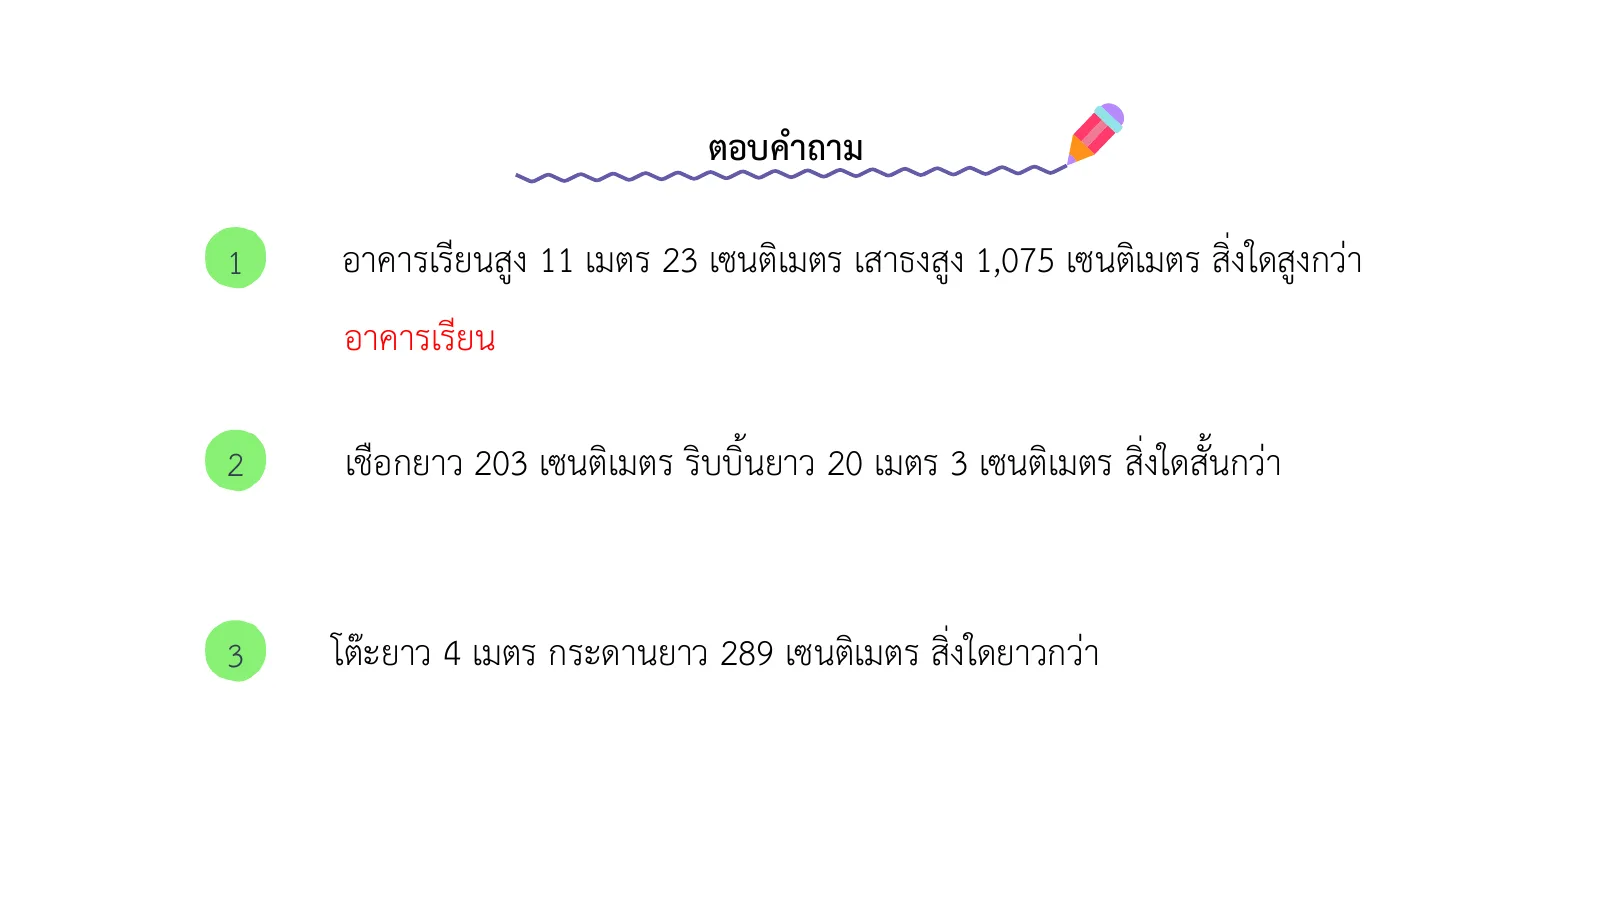 ตอบคำถาม
1 อาคารเรียนสูง 11 เมตร 23 เซนติเมตร เสาธงสูง 1,075 เซนติเมตร สิ่งใดสูงกว่า
อาคารเรียน
2 เชือกยาว 203 เซนติเมตร ริบบิ้นยาว 20 เมตร 3 เซนติเมตร สิ่งใดสั้นกว่า
3 โต๊ะยาว 4 เมตร กระดานยาว 289 เซนติเมตร สิ่งใดยาวกว่า